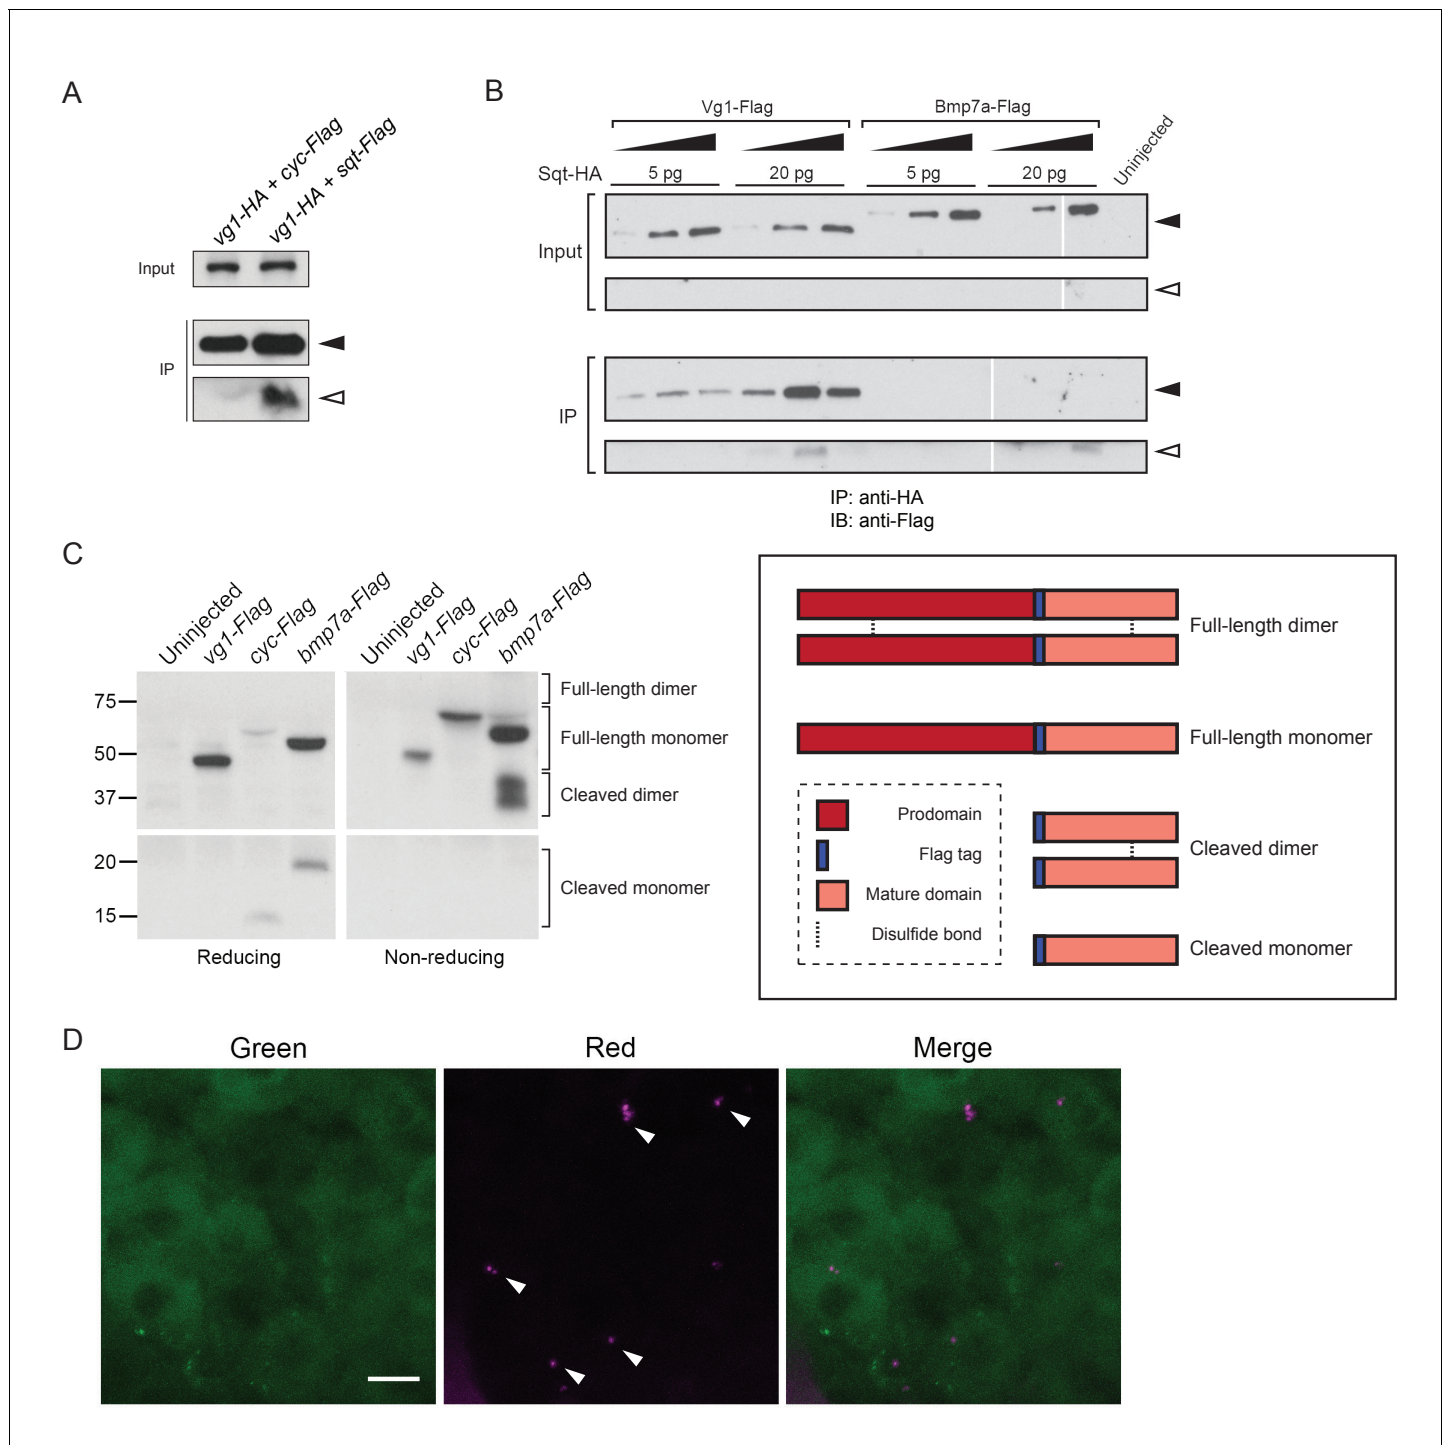 A
vg1-HA + cyc-Flag
vg1-HA + sqt-Flag
Input
IP
B
Vg1-Flag Bmp7a-Flag
Uninjected
Sqt-HA 5 pg 20 pg 5 pg 20 pg
Input
IP
IP: anti-HA
IB: anti-Flag
C
Uninjected
vg1-Flag
cyc-Flag
bmp7a-Flag
Uninjected
vg1-Flag
cyc-Flag
bmp7a-Flag
75
50
37
20
15
Full-length dimer
Full-length monomer
Cleaved dimer
Cleaved monomer
Reducing Non-reducing
Full-length dimer
Full-length monomer
Prodomain
Flag tag
Mature domain
Disulfide bond
Cleaved dimer
Cleaved monomer
D
Green Red Merge